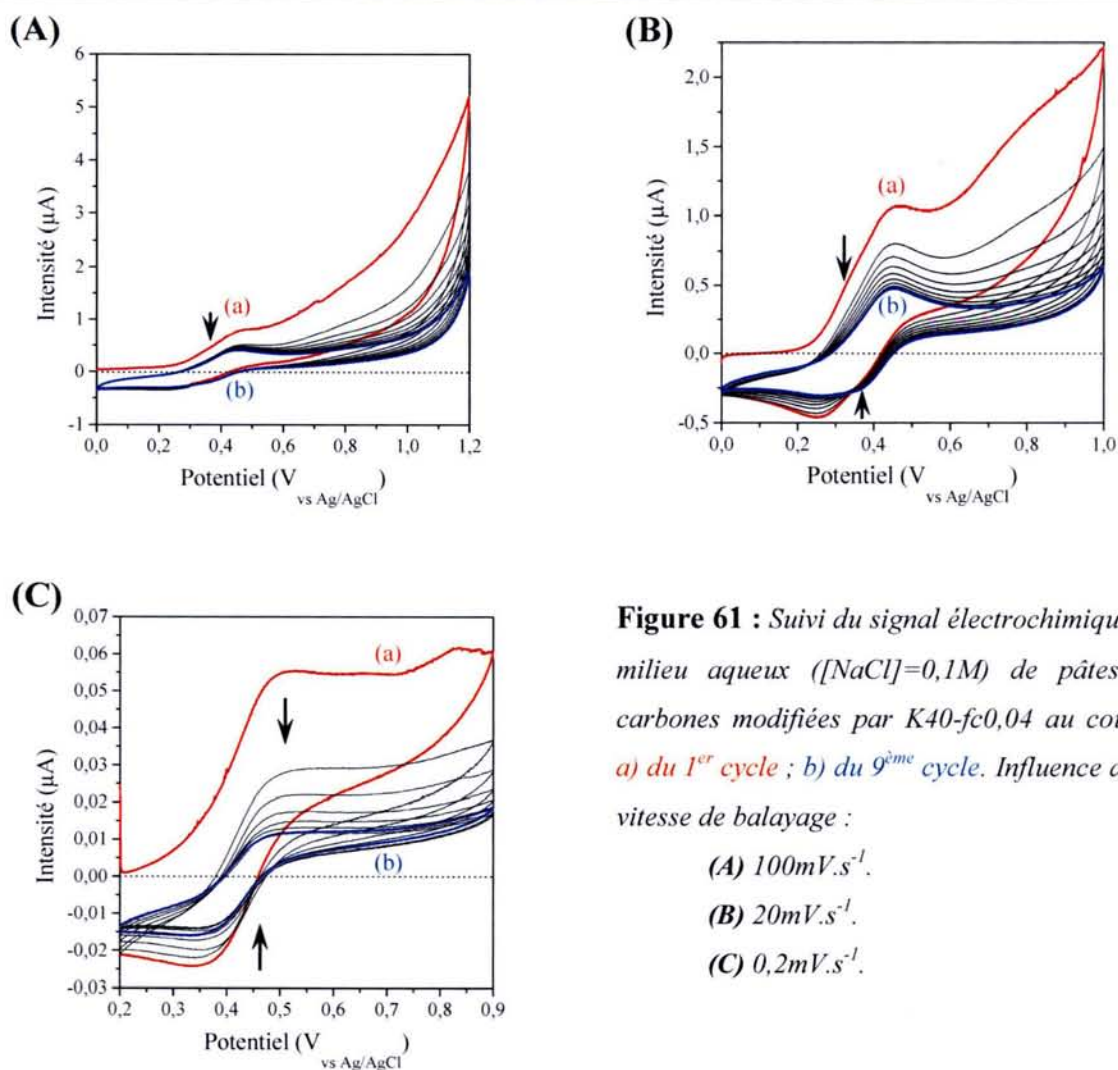 (A)
6
5
4
3
2
1
0
-1
Intensité (µA)
(a)
(b)
0,0 0,2 0,4 0,6 0,8 1,0 1,2
Potentiel (V vs Ag/AgCl)
(B)
2,0
1,5
1,0
0,5
0,0
-0,5
Intensité (µA)
(a)
(b)
0,0 0,2 0,4 0,6 0,8 1,0
Potentiel (V vs Ag/AgCl)
(C)
0,07
0,06
0,05
0,04
0,03
0,02
0,01
0,00
-0,01
-0,02
-0,03
Intensité (µA)
(a)
(b)
0,2 0,3 0,4 0,5 0,6 0,7 0,8 0,9
Potentiel (V vs Ag/AgCl)
Figure 61 : Suivi du signal électrochimiqu
milieu aqueux ([NaCl]=0,1M) de pâtes
carbones modifiées par K40-fc0,04 au co
a) du 1er cycle ; b) du 9ème cycle. Influence
vitesse de balayage :
(A) 100mV.s-1.
(B) 20mV.s-1.
(C) 0,2mV.s-1.